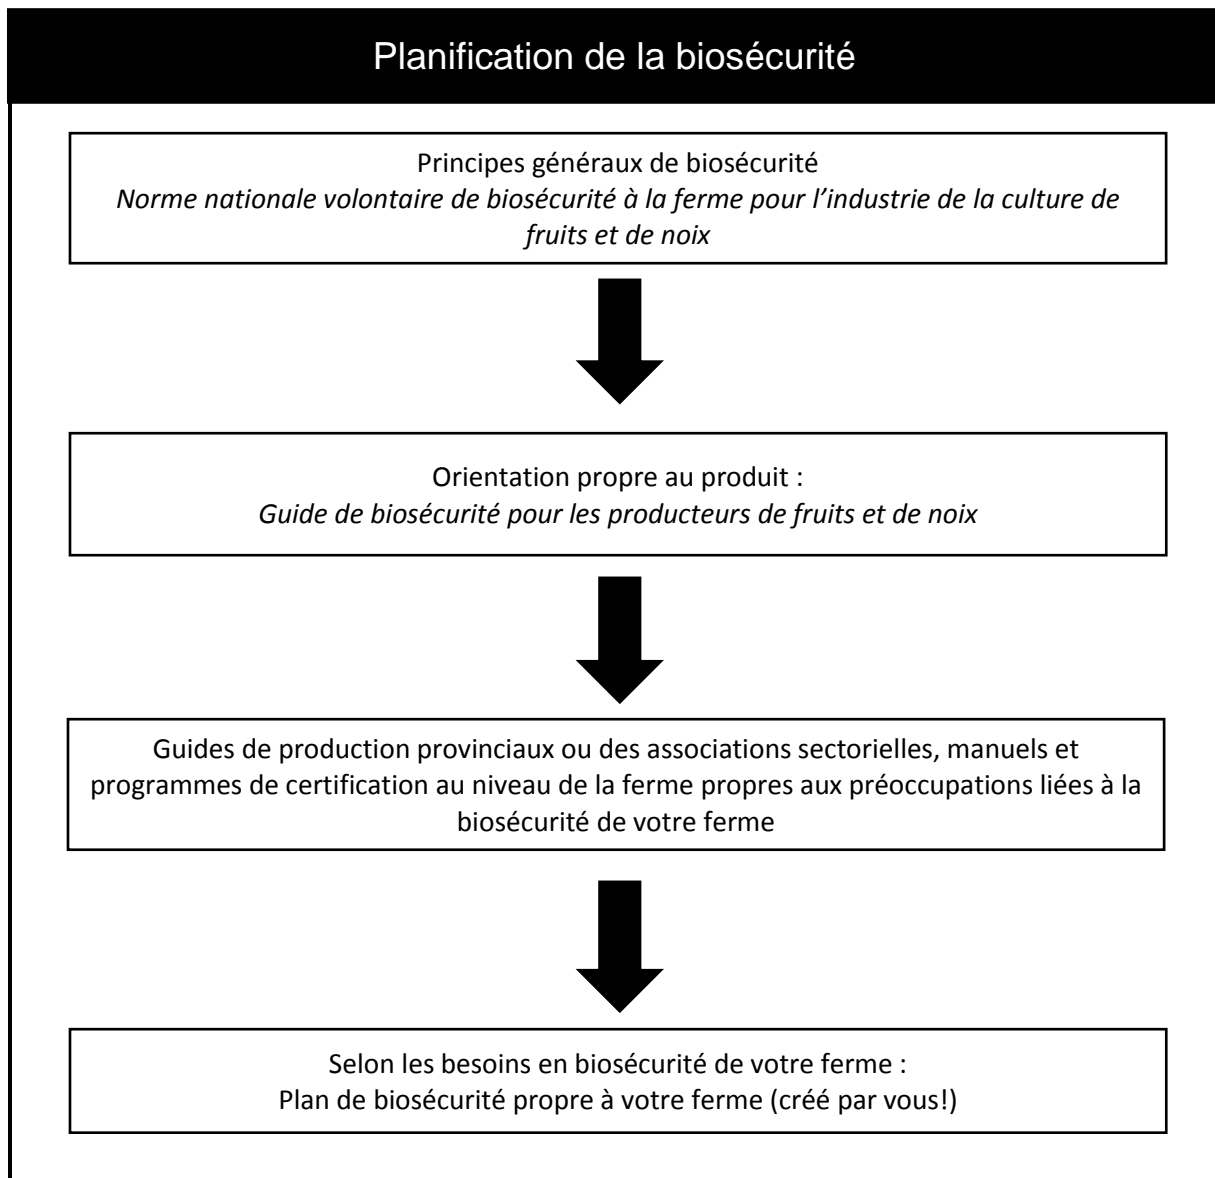 Planification de la biosécurité
Principes généraux de biosécurité
Norme nationale volontaire de biosécurité à la ferme pour l’industrie de la culture de
fruits et de noix
Orientation propre au produit :
Guide de biosécurité pour les producteurs de fruits et de noix
Guides de production provinciaux ou des associations sectorielles, manuels et
programmes de certification au niveau de la ferme propres aux préoccupations liées à la
biosécurité de votre ferme
Selon les besoins en biosécurité de votre ferme :
Plan de biosécurité propre à votre ferme (créé par vous!)